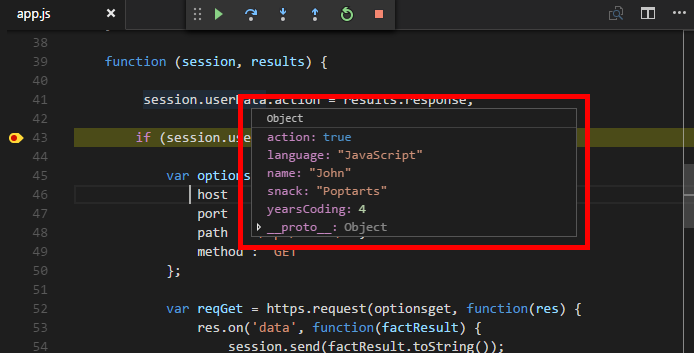 app.js
38
39 function (session, results) {
40
41 session.userData.action = results.response;
42
43 if (session.use
44
45 var options
46 host
47 port
48 path
49 method : 'GET'
50 };
51
52 var reqGet = https.request(optionsget, function(res) {
53 res.on('data', function(factResult) {
54 session.send(factResult.toString());
Object
action: true
language: "JavaScript"
name: "John"
snack: "Poptarts"
yearsCoding: 4
__proto__: Object